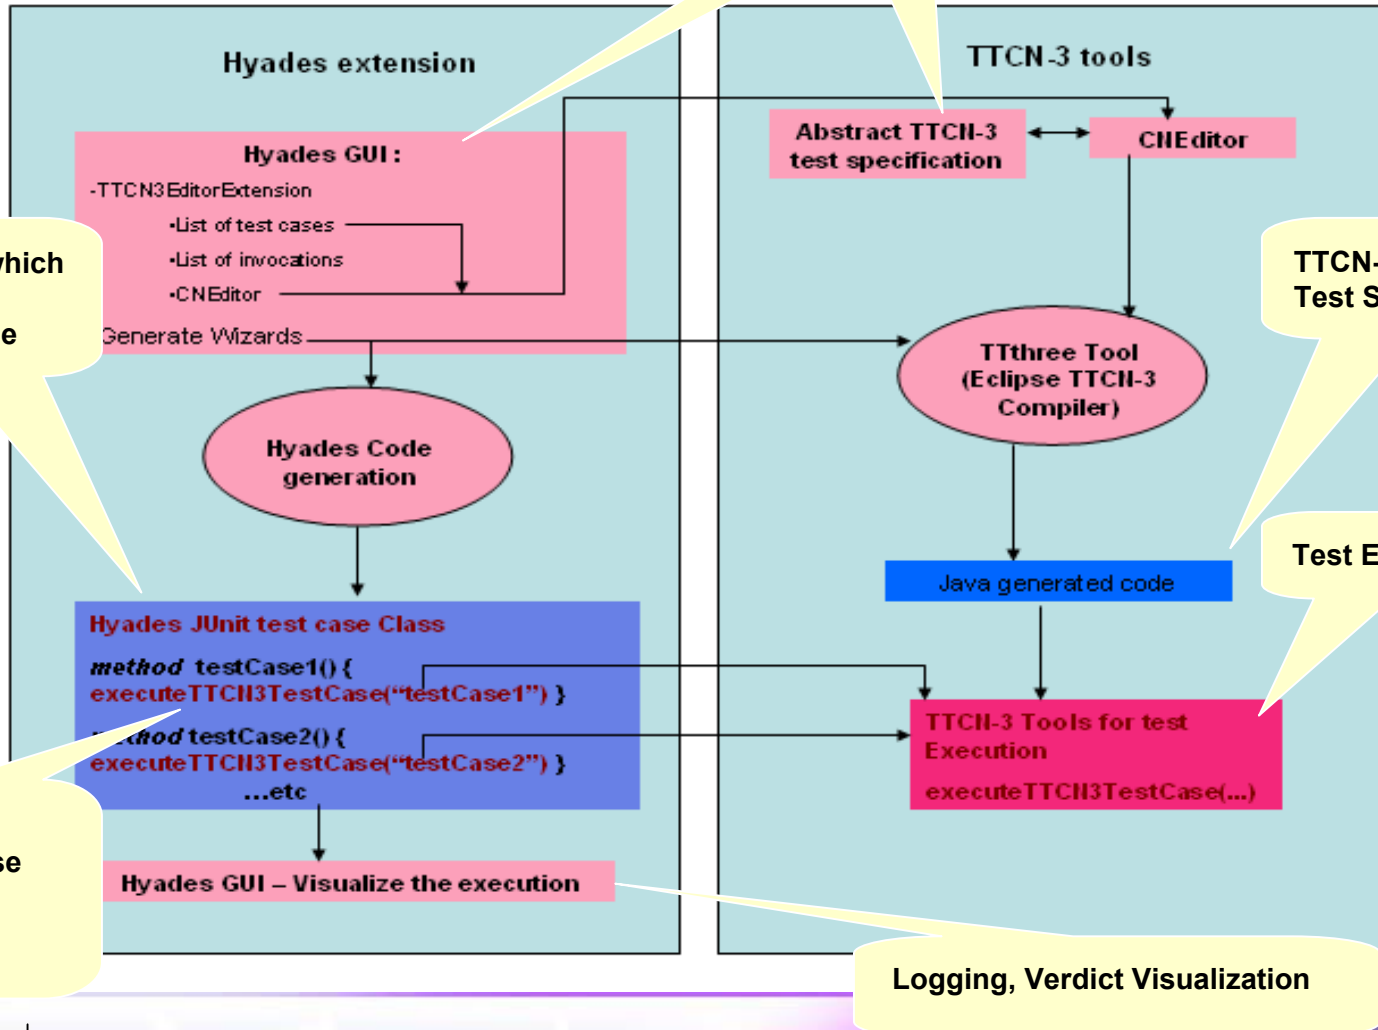 Hyades extension
Hyades GUI :
-TTCN3EditorExtension
•List of test cases
•List of invocations
•CNEditor
Generate Wizards
Hyades Code
generation
Hyades JUnit test case Class
method testCase1() {
executeTTCN3TestCase(“testCase1”) }
method testCase2() {
executeTTCN3TestCase(“testCase2”) }
...etc
Hyades GUI – Visualize the execution
TTCN-3 tools
Abstract TTCN-3
test specification
CNEditor
TTthree Tool
(Eclipse TTCN-3
Compiler)
Java generated code
TTCN-3 Tools for test
Execution
executeTTCN3TestCase(...)
TTCN-
Test S
Test E
Logging, Verdict Visualization